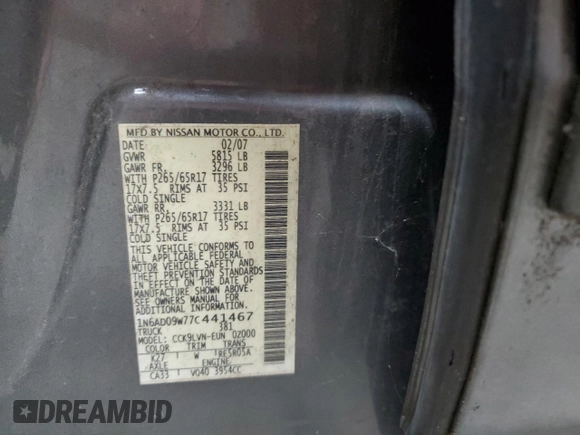 MFD BY NISSAN MOTOR CO., LTD.
DATE 02/07
GVWR 5815 LB
GAWR FR. 3296 LB
WITH P265/65R17 TIRES
17X7.5 RIMS AT 35 PSI
COLD SINGLE
GAWR RR. 3331 LB
WITH P265/65R17 TIRES
17X7.5 RIMS AT 35 PSI
COLD SINGLE
THIS VEHICLE CONFORMS TO
ALL APPLICABLE FEDERAL
MOTOR VEHICLE SAFETY AND
THEFT PREVENTION STANDARDS
IN EFFECT ON THE DATE OF
MANUFACTURE SHOWN ABOVE.
SEE OWNERS MANUAL FOR
ADDITIONAL INFORMATION.
1N6AD09W77C441467
TRUCK 381
MODEL: CCK9LVN-EUN 0Z000
COLOR TRIM TRANS
K27 W RE5R05A
AXLE ENGINE
CA33 VQ40 3954CC
DREAMBID